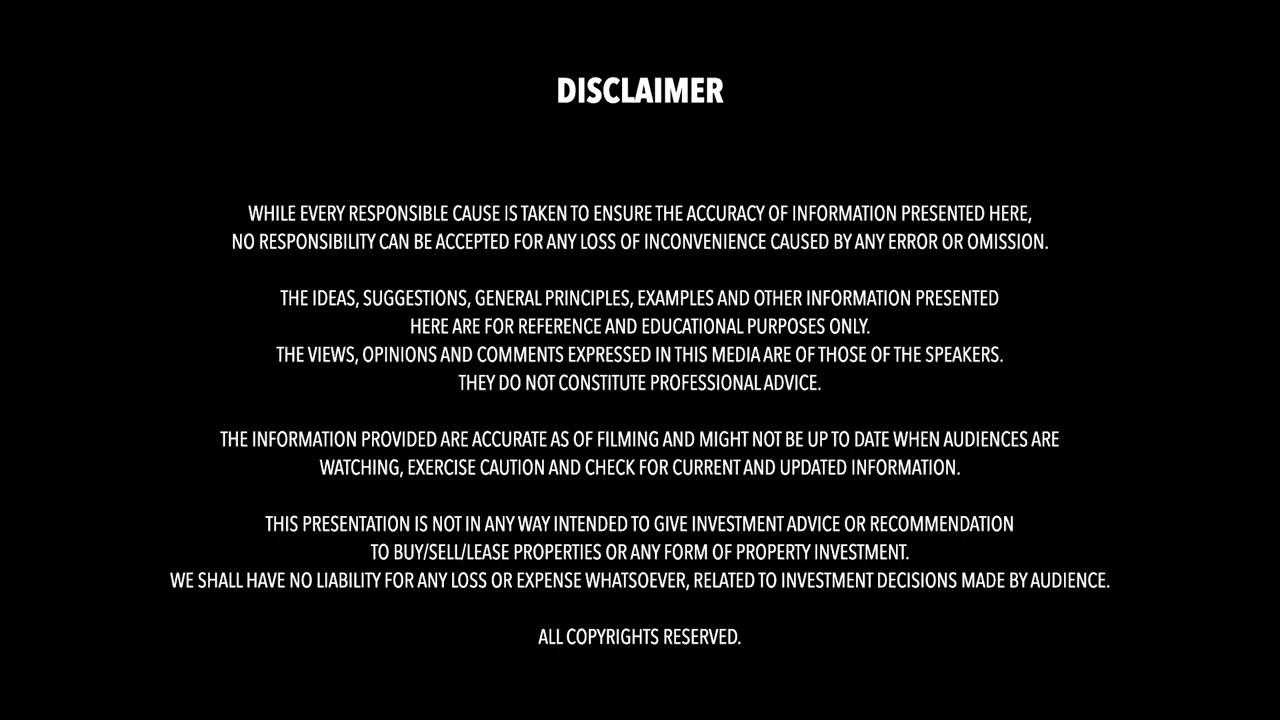 DISCLAIMER
WHILE EVERY RESPONSIBLE CAUSE IS TAKEN TO ENSURE THE ACCURACY OF INFORMATION PRESENTED HERE,
NO RESPONSIBILITY CAN BE ACCEPTED FOR ANY LOSS OF INCONVENIENCE CAUSED BY ANY ERROR OR OMISSION.
THE IDEAS, SUGGESTIONS, GENERAL PRINCIPLES, EXAMPLES AND OTHER INFORMATION PRESENTED
HERE ARE FOR REFERENCE AND EDUCATIONAL PURPOSES ONLY.
THE VIEWS, OPINIONS AND COMMENTS EXPRESSED IN THIS MEDIA ARE OF THOSE OF THE SPEAKERS.
THEY DO NOT CONSTITUTE PROFESSIONAL ADVICE.
THE INFORMATION PROVIDED ARE ACCURATE AS OF FILMING AND MIGHT NOT BE UP TO DATE WHEN AUDIENCES ARE
WATCHING, EXERCISE CAUTION AND CHECK FOR CURRENT AND UPDATED INFORMATION.
THIS PRESENTATION IS NOT IN ANY WAY INTENDED TO GIVE INVESTMENT ADVICE OR RECOMMENDATION
TO BUY/SELL/LEASE PROPERTIES OR ANY FORM OF PROPERTY INVESTMENT.
WE SHALL HAVE NO LIABILITY FOR ANY LOSS OR EXPENSE WHATSOEVER, RELATED TO INVESTMENT DECISIONS MADE BY AUDIENCE.
ALL COPYRIGHTS RESERVED.